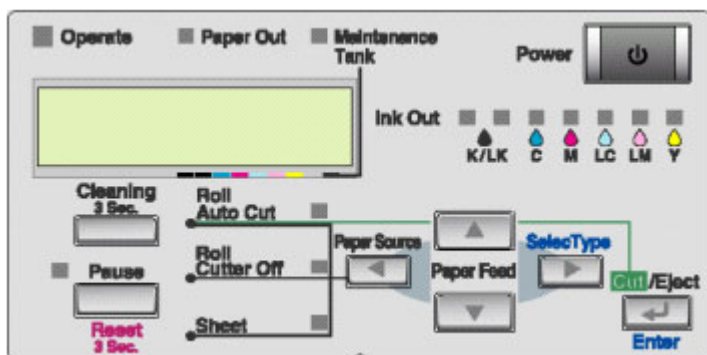 Operate
Paper Out
Maintenance
Tank
Power
Ink Out
K/LK
C
M
LC
LM
Y
Cleaning
3 Sec.
Roll
Auto Cut
Paper Source
SelecType
Roll
Cutter Off
Paper Feed
Pause
Cut/Eject
Reset
3 Sec.
Sheet
Enter